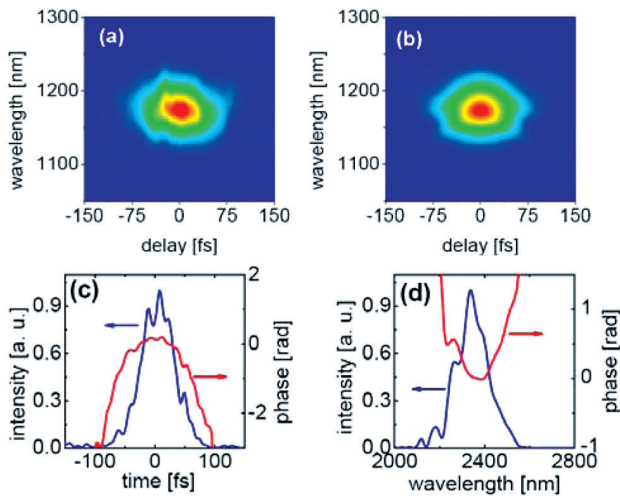 (a)
wavelength [nm]
1300
1200
1100
-150 -75 0 75 150
delay [fs]
(b)
wavelength [nm]
1300
1200
1100
-150 -75 0 75 150
delay [fs]
(c)
intensity [a. u.]
0.9
0.6
0.3
0.0
-100 0 100
time [fs]
2
0
-2
phase [rad]
(d)
intensity [a. u.]
0.9
0.6
0.3
0.0
2000 2400 2800
wavelength [nm]
1
0
-1
phase [rad]